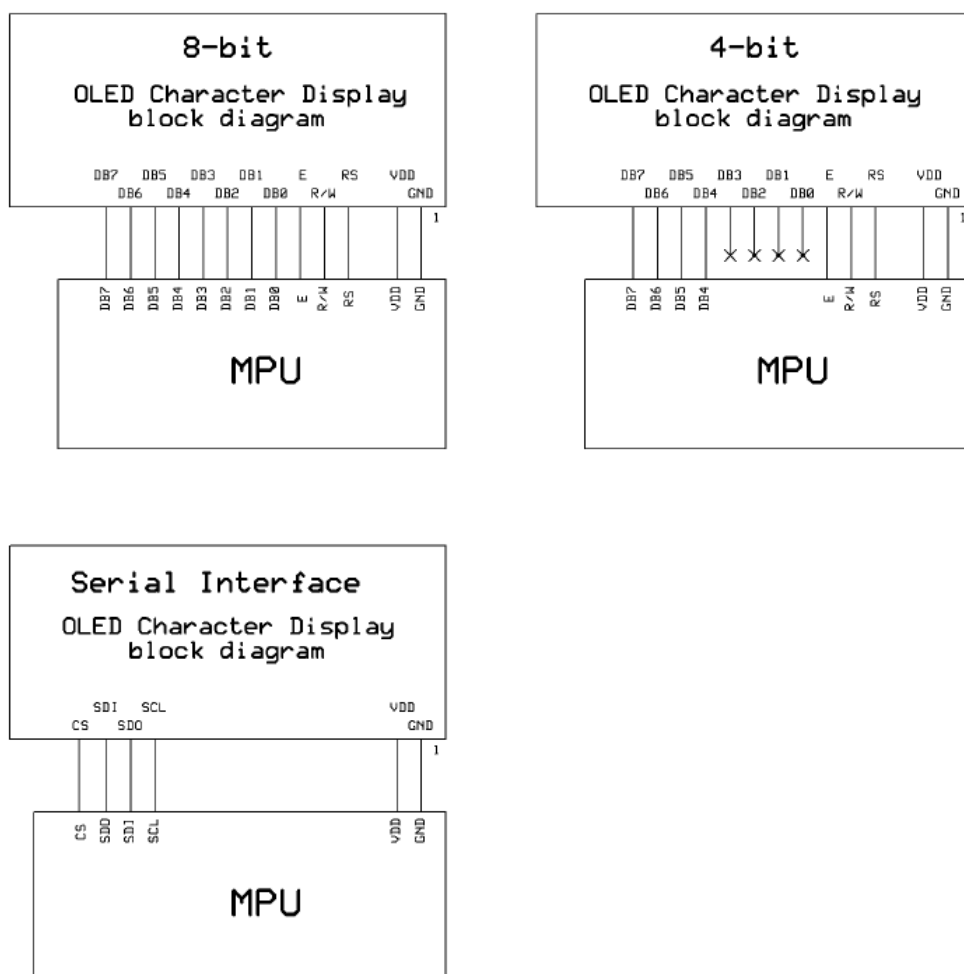 8-bit
OLED Character Display
block diagram
DB7 DB5 DB3 DB1 E RS VDD
DB6 DB4 DB2 DB0 R/W GND
1
DB7 DB6 DB5 DB4 DB3 DB2 DB1 DB0 E R/W RS VDD GND
MPU
4-bit
OLED Character Display
block diagram
DB7 DB5 DB3 DB1 E RS VDD
DB6 DB4 DB2 DB0 R/W GND
1
DB7 DB6 DB5 DB4 E R/W RS VDD GND
MPU
Serial Interface
OLED Character Display
block diagram
SDI SCL VDD
CS SDO GND
1
CS SDO SDI SCL VDD GND
MPU